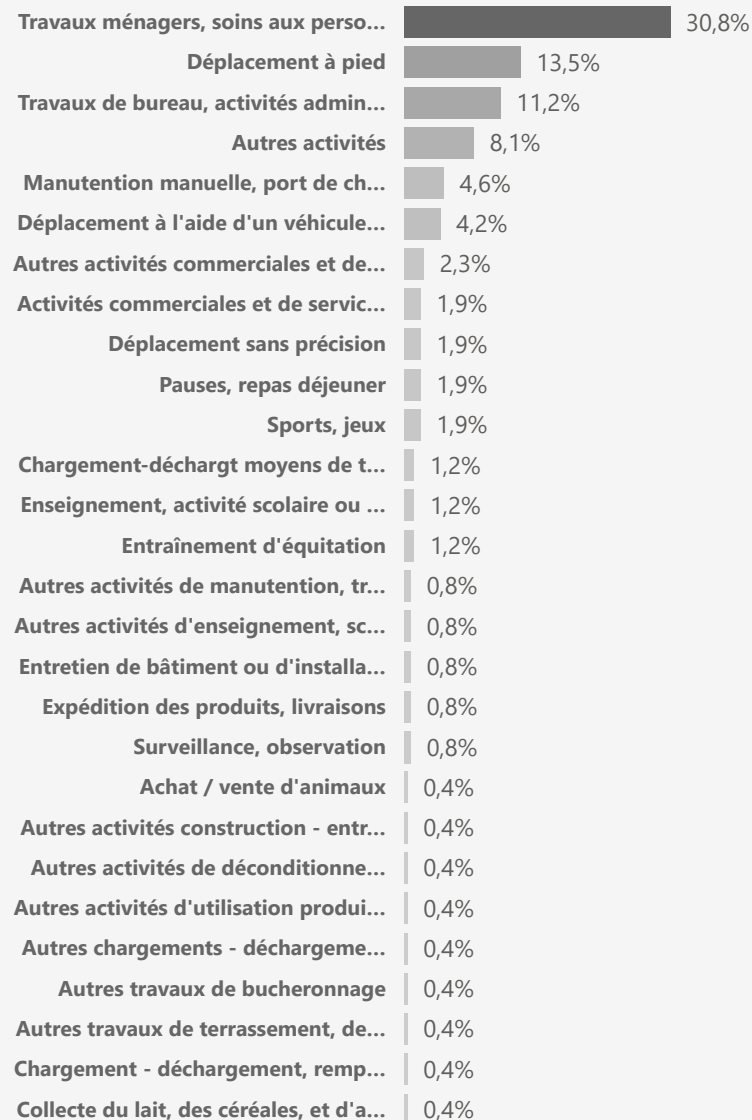 Travaux ménagers, soins aux perso... 30,8%
Déplacement à pied 13,5%
Travaux de bureau, activités admin... 11,2%
Autres activités 8,1%
Manutention manuelle, port de ch... 4,6%
Déplacement à l'aide d'un véhicule... 4,2%
Autres activités commerciales et de... 2,3%
Activités commerciales et de servic... 1,9%
Déplacement sans précision 1,9%
Pauses, repas déjeuner 1,9%
Sports, jeux 1,9%
Chargement-déchargt moyens de t... 1,2%
Enseignement, activité scolaire ou ... 1,2%
Entraînement d'équitation 1,2%
Autres activités de manutention, tr... 0,8%
Autres activités d'enseignement, sc... 0,8%
Entretien de bâtiment ou d'installa... 0,8%
Expédition des produits, livraisons 0,8%
Surveillance, observation 0,8%
Achat / vente d'animaux 0,4%
Autres activités construction - entr... 0,4%
Autres activités de déconditionne... 0,4%
Autres activités d'utilisation produi... 0,4%
Autres chargements - déchargeme... 0,4%
Autres travaux de bucheronnage 0,4%
Autres travaux de terrassement, de... 0,4%
Chargement - déchargement, remp... 0,4%
Collecte du lait, des céréales, et d'a... 0,4%